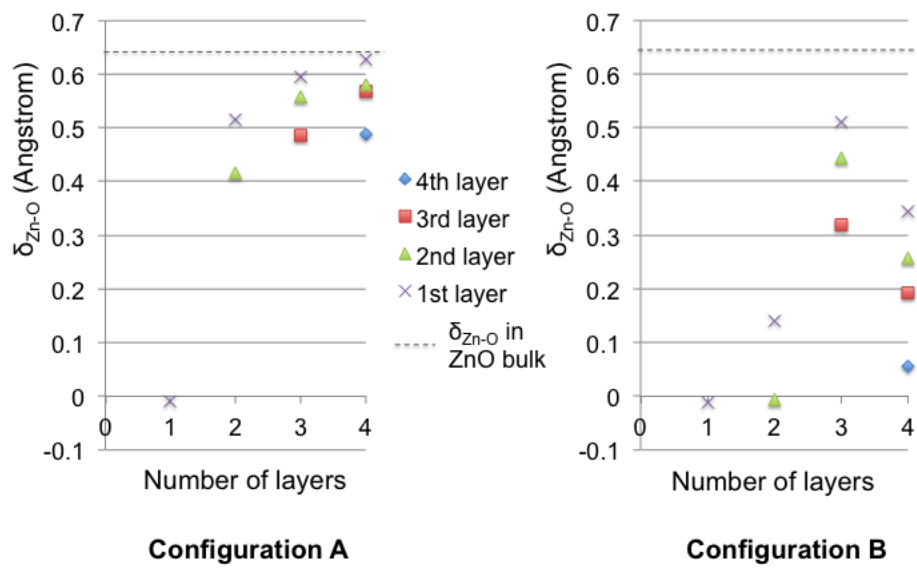 0.7
0.6
0.5
0.4
0.3
0.2
0.1
0
-0.1
δZn-O (Angstrom)
0 1 2 3 4
Number of layers
Configuration A
4th layer
3rd layer
2nd layer
1st layer
δZn-O in
ZnO bulk
0.7
0.6
0.5
0.4
0.3
0.2
0.1
0
-0.1
δZn-O (Angstrom)
0 1 2 3 4
Number of layers
Configuration B